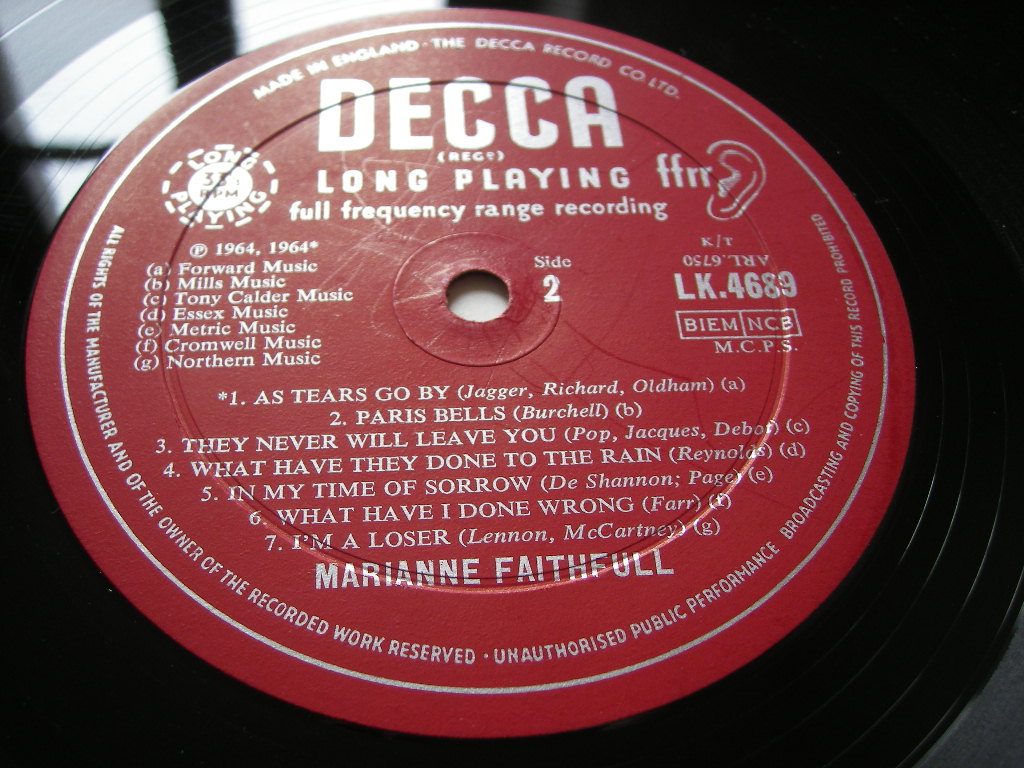 MADE IN ENGLAND · THE DECCA RECORD CO LTD.
DECCA
(REGᴰ)
LONG PLAYING 33⅓ RPM
LONG PLAYING ffrr
full frequency range recording
℗ 1964, 1964*
(a) Forward Music
(b) Mills Music
(c) Tony Calder Music
(d) Essex Music
(e) Metric Music
(f) Cromwell Music
(g) Northern Music
Side
2
K/T
ARL.6750
LK.4689
BIEM NCB
M.C.P.S.
*1. AS TEARS GO BY (Jagger, Richard, Oldham) (a)
2. PARIS BELLS (Burchell) (b)
3. THEY NEVER WILL LEAVE YOU (Pop, Jacques, Debof) (c)
4. WHAT HAVE THEY DONE TO THE RAIN (Reynolds) (d)
5. IN MY TIME OF SORROW (De Shannon; Page) (e)
6. WHAT HAVE I DONE WRONG (Farr) (f)
7. I'M A LOSER (Lennon, McCartney) (g)
MARIANNE FAITHFULL
ALL RIGHTS OF THE MANUFACTURER AND OF THE OWNER OF THE RECORDED WORK RESERVED · UNAUTHORISED PUBLIC PERFORMANCE BROADCASTING AND COPYING OF THIS RECORD PROHIBITED